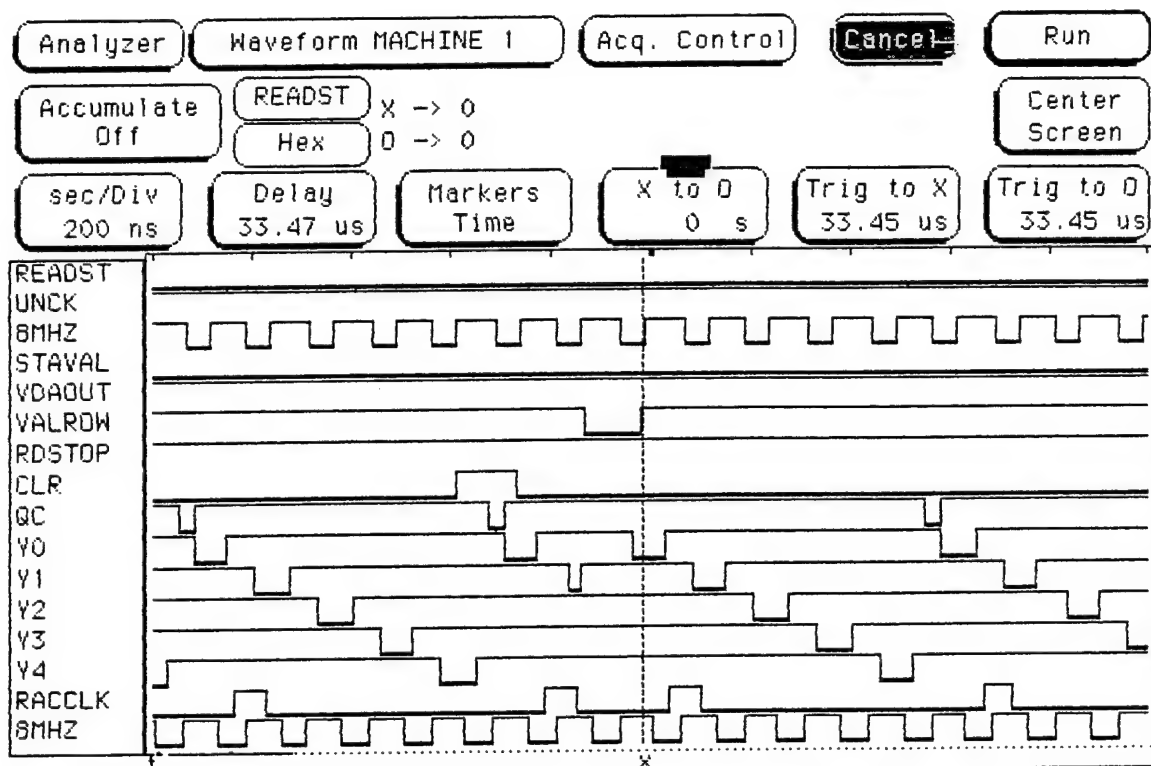 Analyzer Waveform MACHINE 1 Acq. Control Cancel Run
Accumulate Off READST X -> 0 Center Screen
Hex O -> 0
sec/Div Delay Markers X to O Trig to X Trig to O
200 ns 33.47 us Time 0 s 33.45 us 33.45 us
READST
UNCK
8MHZ
STAVAL
VDAOUT
VALROW
RDSTOP
CLR
QC
Y0
Y1
Y2
Y3
Y4
RACCLK
8MHZ
t X